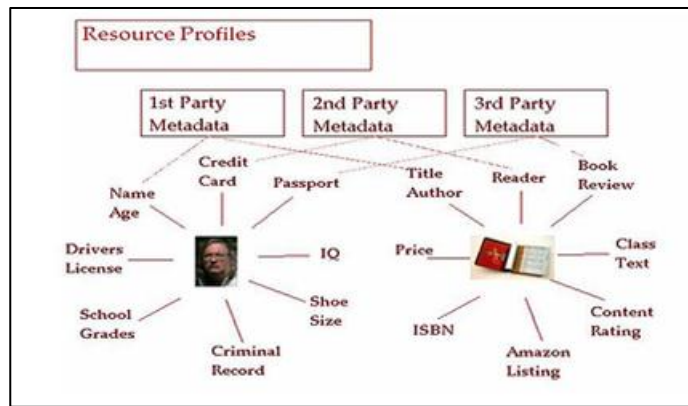 Resource Profiles
1st Party
Metadata
2nd Party
Metadata
3rd Party
Metadata
Name
Age
Credit
Card
Passport
Title
Author
Reader
Book
Review
Drivers
License
IQ
Price
Class
Text
School
Grades
Shoe
Size
Criminal
Record
ISBN
Amazon
Listing
Content
Rating